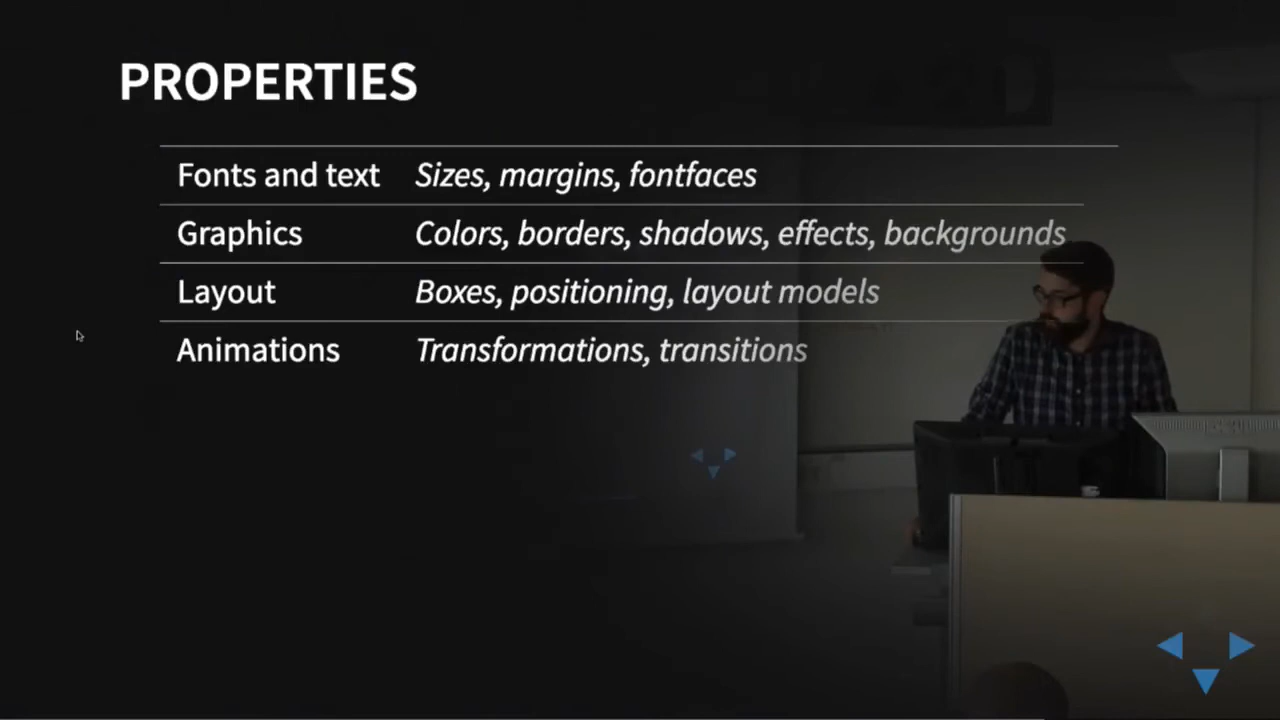 PROPERTIES
Fonts and text Sizes, margins, fontfaces
Graphics Colors, borders, shadows, effects, backgrounds
Layout Boxes, positioning, layout models
Animations Transformations, transitions